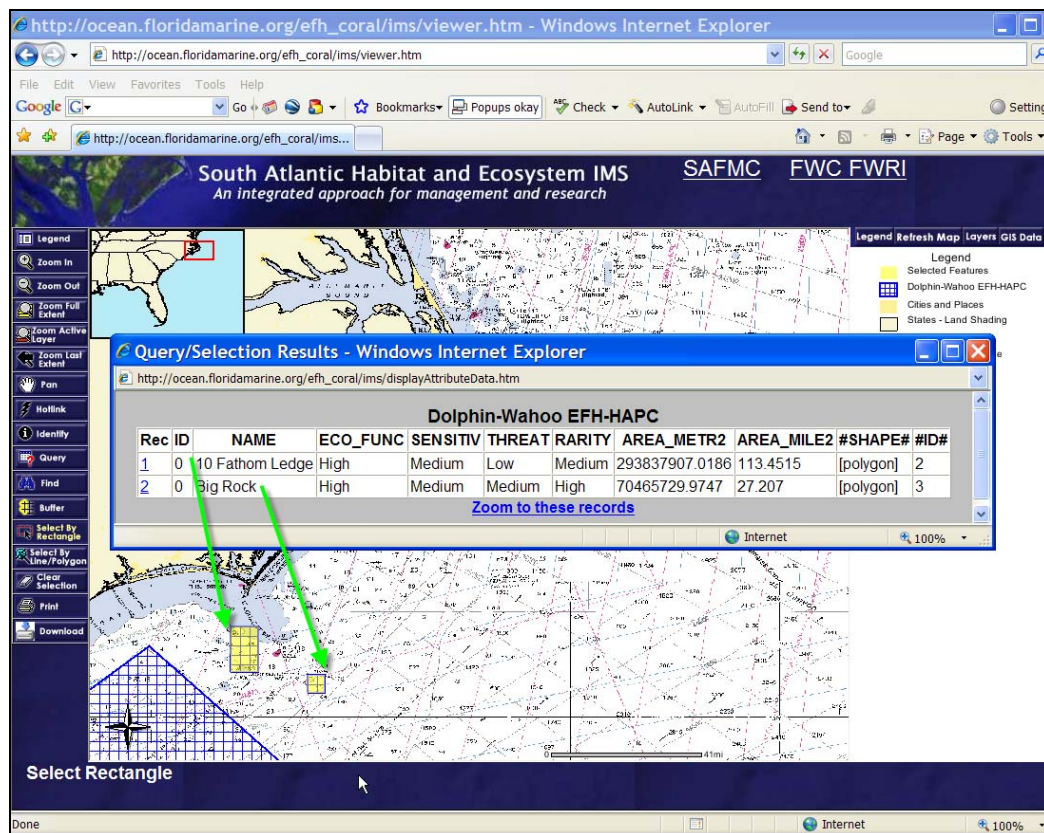 http://ocean.floridamarine.org/efh_coral/ims/viewer.htm - Windows Internet Explorer
http://ocean.floridamarine.org/efh_coral/ims/viewer.htm
Google
File Edit View Favorites Tools Help
Google G Go Bookmarks Popups okay ABC Check AutoLink AutoFill Send to Setting
http://ocean.floridamarine.org/efh_coral/ims... Page Tools
South Atlantic Habitat and Ecosystem IMS SAFMC FWC FWRI
An integrated approach for management and research
Legend
Zoom In
Zoom Out
Zoom Full Extent
Zoom Active Layer
Zoom Last Extent
Pan
Hotlink
Identify
Query
Find
Buffer
Select By Rectangle
Select By Line/Polygon
Clear Selection
Print
Download
Legend Refresh Map Layers GIS Data
Legend
Selected Features
Dolphin-Wahoo EFH-HAPC
Cities and Places
States - Land Shading
Query/Selection Results - Windows Internet Explorer
http://ocean.floridamarine.org/efh_coral/ims/displayAttributeData.htm
Dolphin-Wahoo EFH-HAPC
Rec ID NAME ECO_FUNC SENSITIV THREAT RARITY AREA_METR2 AREA_MILE2 #SHAPE# #ID#
1 0 10 Fathom Ledge High Medium Low Medium 293837907.0186 113.4515 [polygon] 2
2 0 Big Rock High Medium Medium High 70465729.9747 27.207 [polygon] 3
Zoom to these records
Internet 100%
0 41mi
Select Rectangle
Done Internet 100%